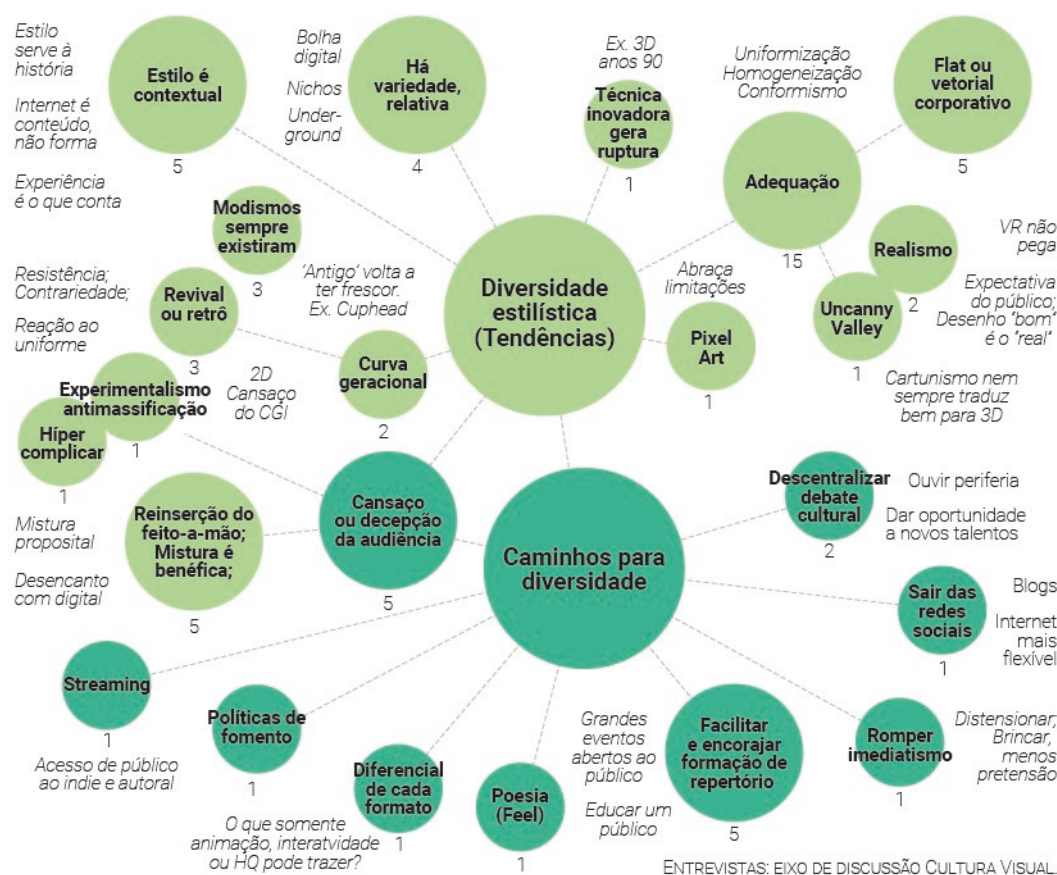 Estilo
serve à
história
Internet é
conteúdo,
não forma
Experiência
é o que conta
Estilo é
contextual
5
Bolha
digital
Nichos
Under-
ground
Há
variedade,
relativa
4
Ex. 3D
anos 90
Técnica
inovadora
gera
ruptura
1
Uniformização
Homogeneização
Conformismo
Adequação
15
Flat ou
vetorial
corporativo
5
Modismos
sempre
existiram
3
Resistência;
Contrariedade;
Reação ao
uniforme
Revival
ou retrô
3
'Antigo' volta a
ter frescor.
Ex. Cuphead
Curva
geracional
2
Diversidade
estilística
(Tendências)
Abraça
limitações
Pixel
Art
1
Realismo
2
VR não
pega
Expectativa
do público;
Desenho "bom"
é o "real"
Uncanny
Valley
1
Cartunismo nem
sempre traduz
bem para 3D
Experimentalismo
antimassificação
1
2D
Cansaço
do CGI
Híper
complicar
1
Mistura
proposital
Desencanto
com digital
Reinserção do
feito-a-mão;
Mistura é
benéfica;
5
Cansaço
ou decepção
da audiência
5
Caminhos para
diversidade
Descentralizar
debate
cultural
2
Ouvir periferia
Dar oportunidade
a novos talentos
Sair das
redes
sociais
1
Blogs
Internet
mais
flexível
Streaming
1
Acesso de público
ao indie e autoral
Políticas de
fomento
1
Diferencial
de cada
formato
1
O que somente
animação, interatvidade
ou HQ pode trazer?
Poesia
(Feel)
1
Grandes
eventos
abertos ao
público
Educar um
público
Facilitar
e encorajar
formação de
repertório
5
Romper
imediatismo
1
Distensionar;
Brincar,
menos
pretensão
ENTREVISTAS: EIXO DE DISCUSSÃO CULTURA VISUAL.